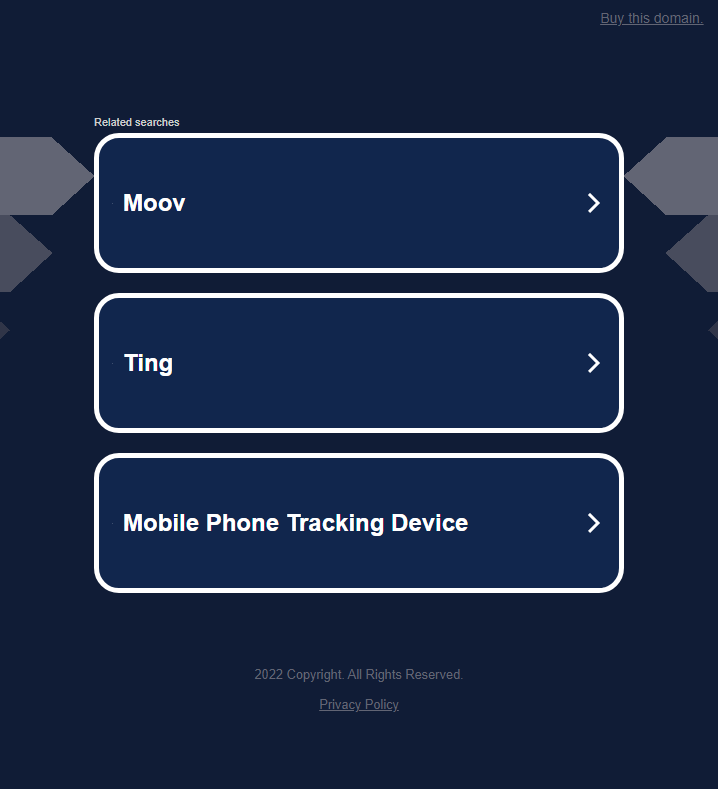 Buy this domain.
Related searches
Moov
Ting
Mobile Phone Tracking Device
2022 Copyright. All Rights Reserved.
Privacy Policy